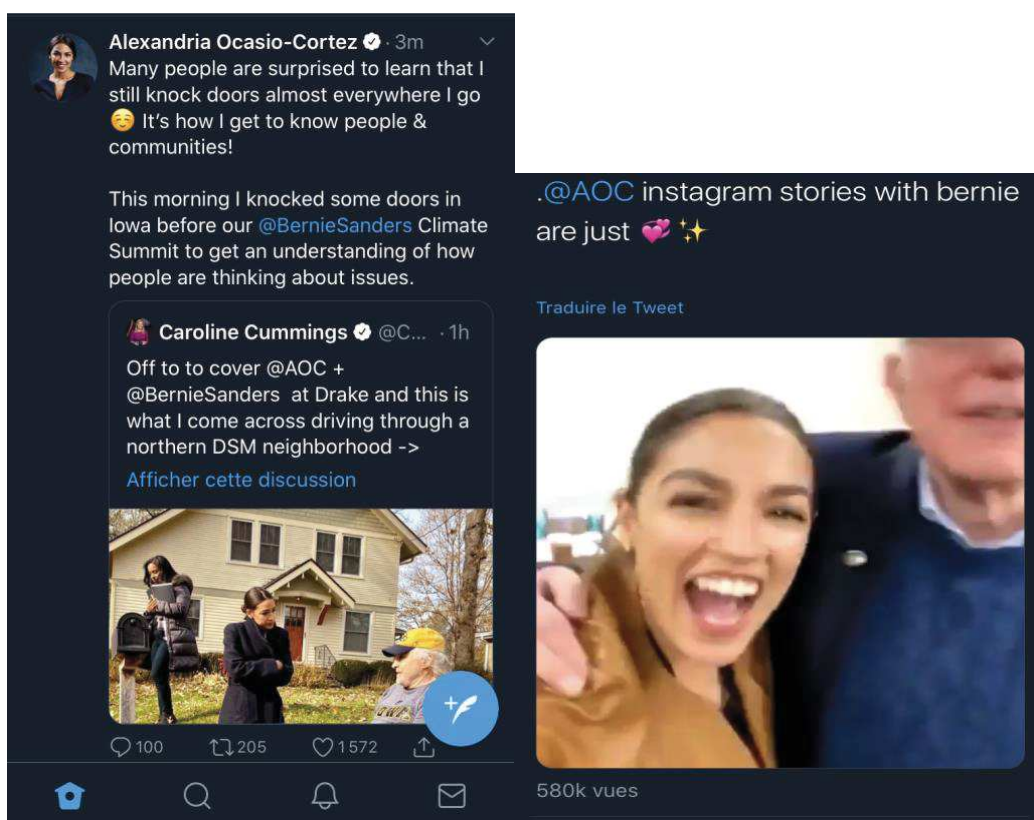 Alexandria Ocasio-Cortez · 3m
Many people are surprised to learn that I
still knock doors almost everywhere I go
☺️ It's how I get to know people &
communities!
This morning I knocked some doors in
Iowa before our @BernieSanders Climate
Summit to get an understanding of how
people are thinking about issues.
Caroline Cummings @C... · 1h
Off to to cover @AOC +
@BernieSanders at Drake and this is
what I come across driving through a
northern DSM neighborhood ->
Afficher cette discussion
100 205 1572
.@AOC instagram stories with bernie
are just 💞 ✨
Traduire le Tweet
580k vues